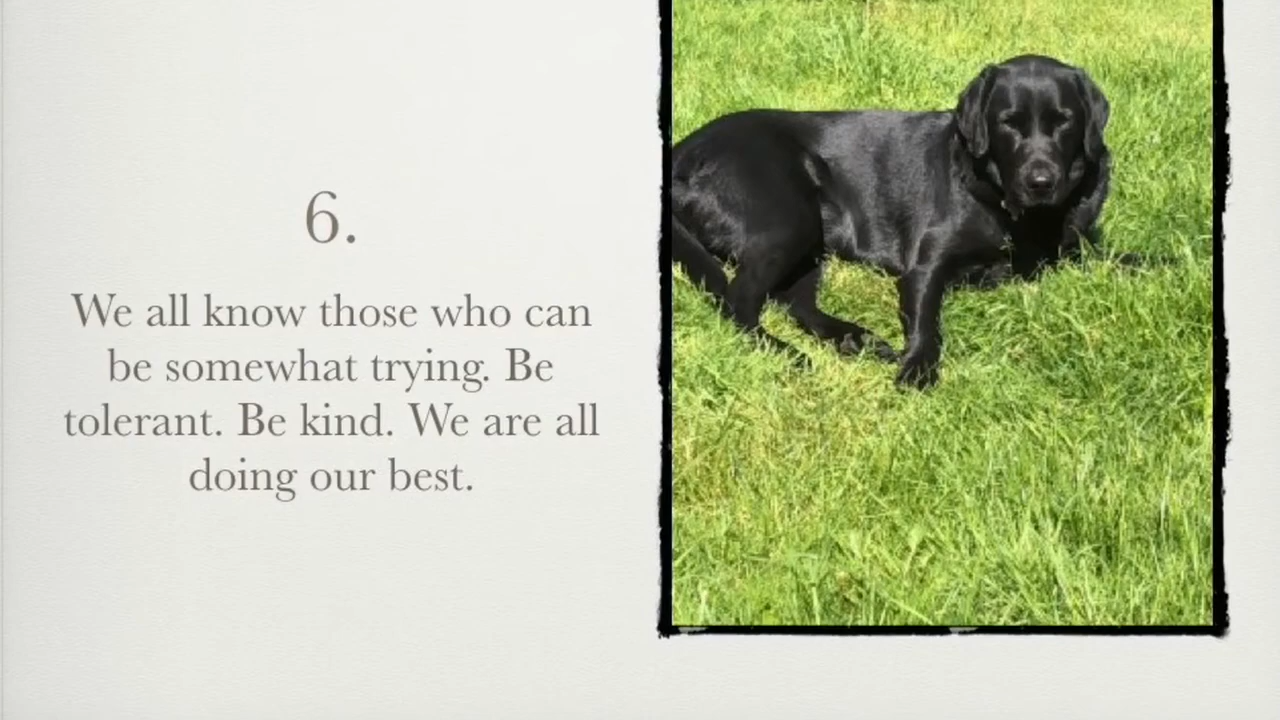 6.
We all know those who can
be somewhat trying. Be
tolerant. Be kind. We are all
doing our best.